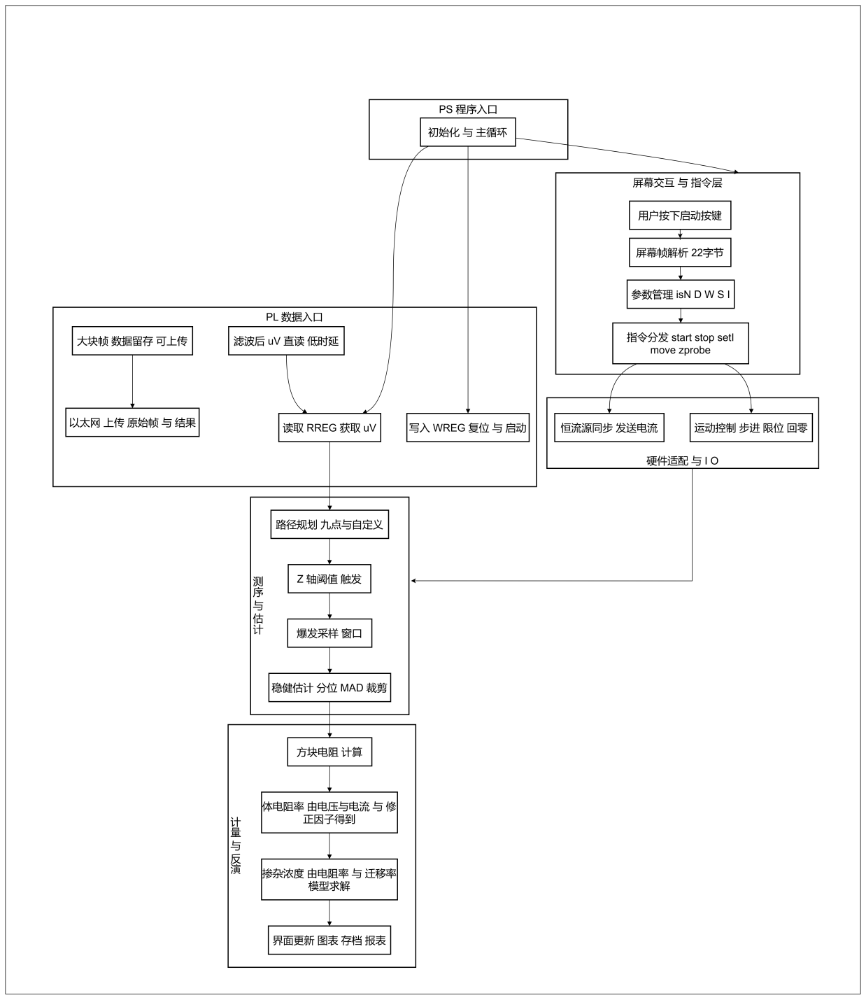 PS 程序入口
初始化 与 主循环
屏幕交互 与 指令层
用户按下启动按键
屏幕帧解析 22字节
参数管理 isN D W S I
指令分发 start stop setI
move zprobe
PL 数据入口
大块帧 数据留存 可上传
滤波后 uV 直读 低时延
以太网 上传 原始帧 与 结果
读取 RREG 获取 uV
写入 WREG 复位 与 启动
恒流源同步 发送电流
运动控制 步进 限位 回零
硬件适配 与 I O
路径规划 九点与自定义
Z 轴阈值 触发
测序 与 估计
爆发采样 窗口
稳健估计 分位 MAD 裁剪
方块电阻 计算
体电阻率 由电压与电流 与 修
正因子得到
计量 与 反演
掺杂浓度 由电阻率 与 迁移率
模型求解
界面更新 图表 存档 报表